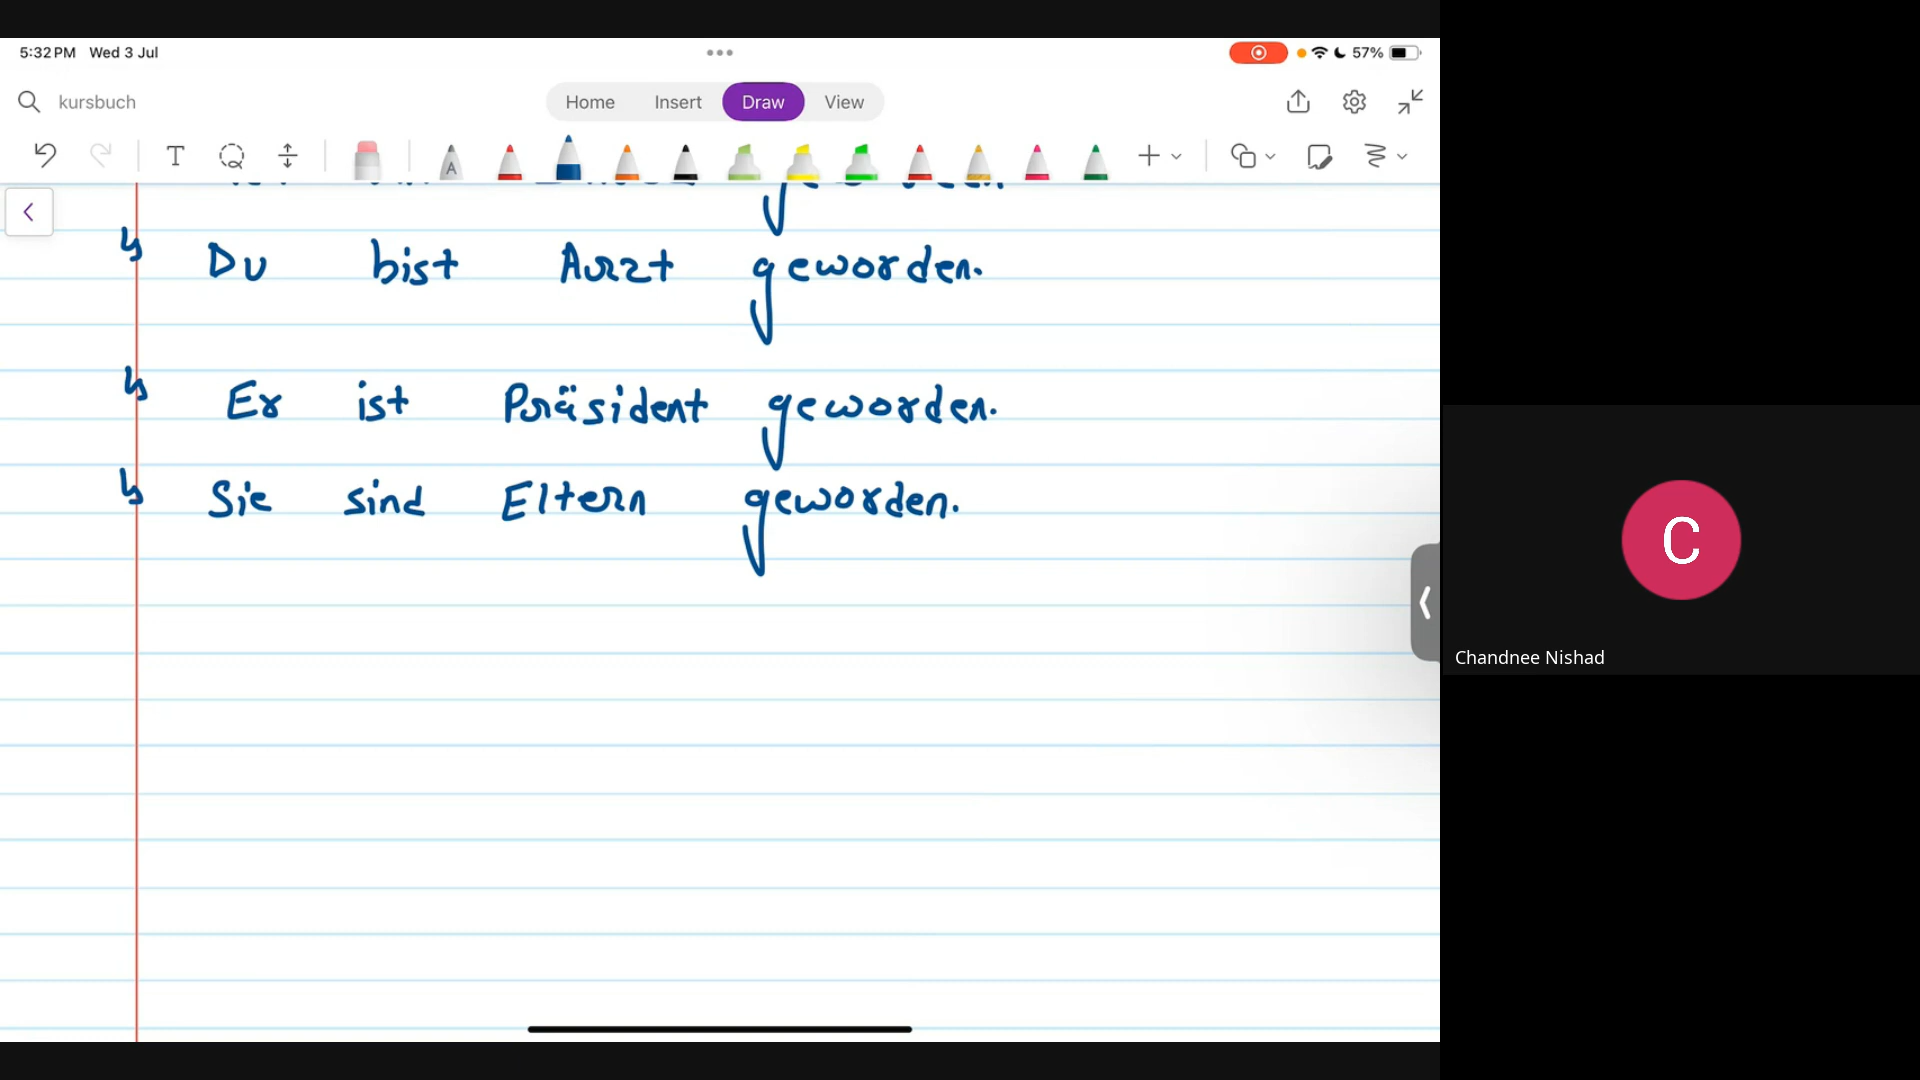 5:32 PM Wed 3 Jul
57%
kursbuch
Home Insert Draw View
T
A
Du bist Arzt geworden.
Er ist Präsident geworden.
Sie sind Eltern geworden.
C
Chandnee Nishad